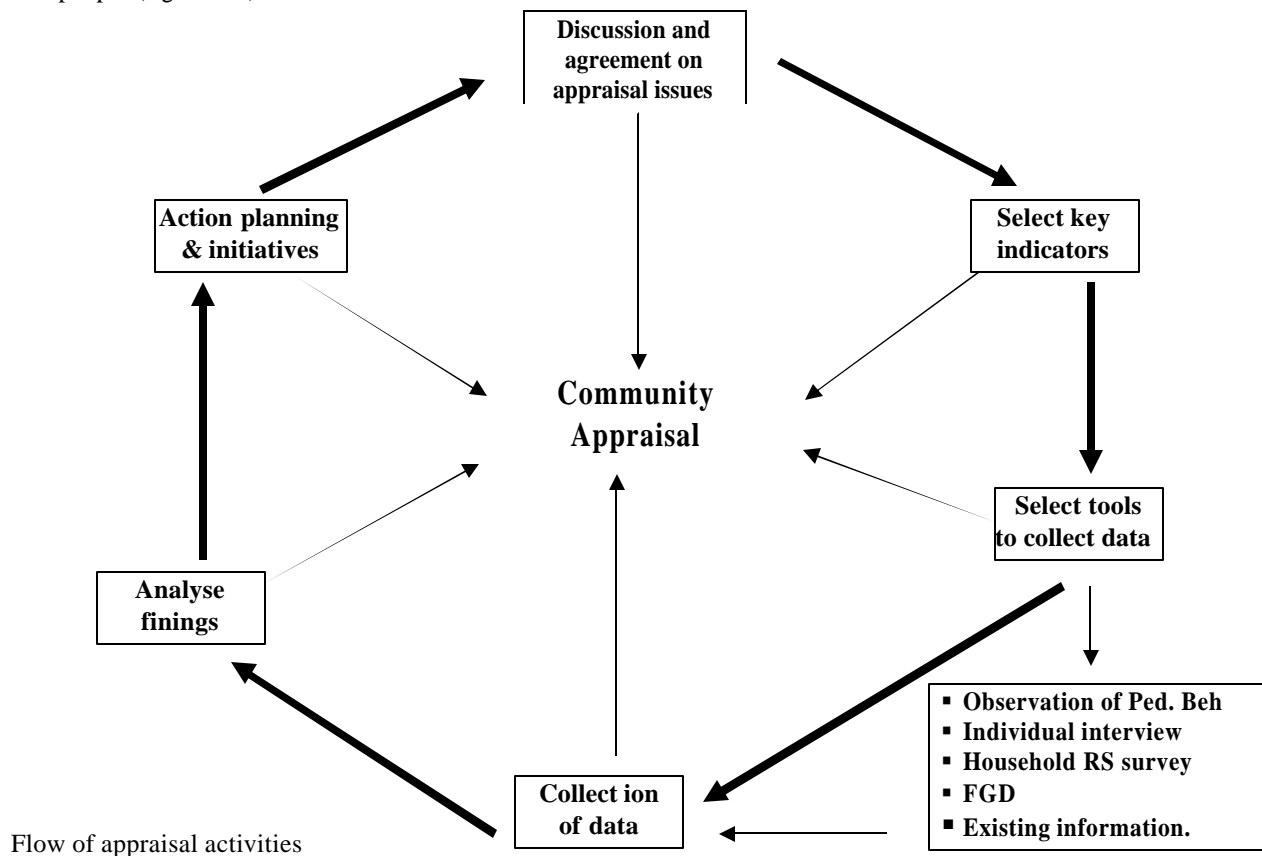 Discussion and
agreement on
appraisal issues
Action planning
& initiatives
Select key
indicators
Community
Appraisal
Select tools
to collect data
Analyse
finings
▪ Observation of Ped. Beh
▪ Individual interview
▪ Household RS survey
▪ FGD
▪ Existing information.
Collect ion
of data
Flow of appraisal activities